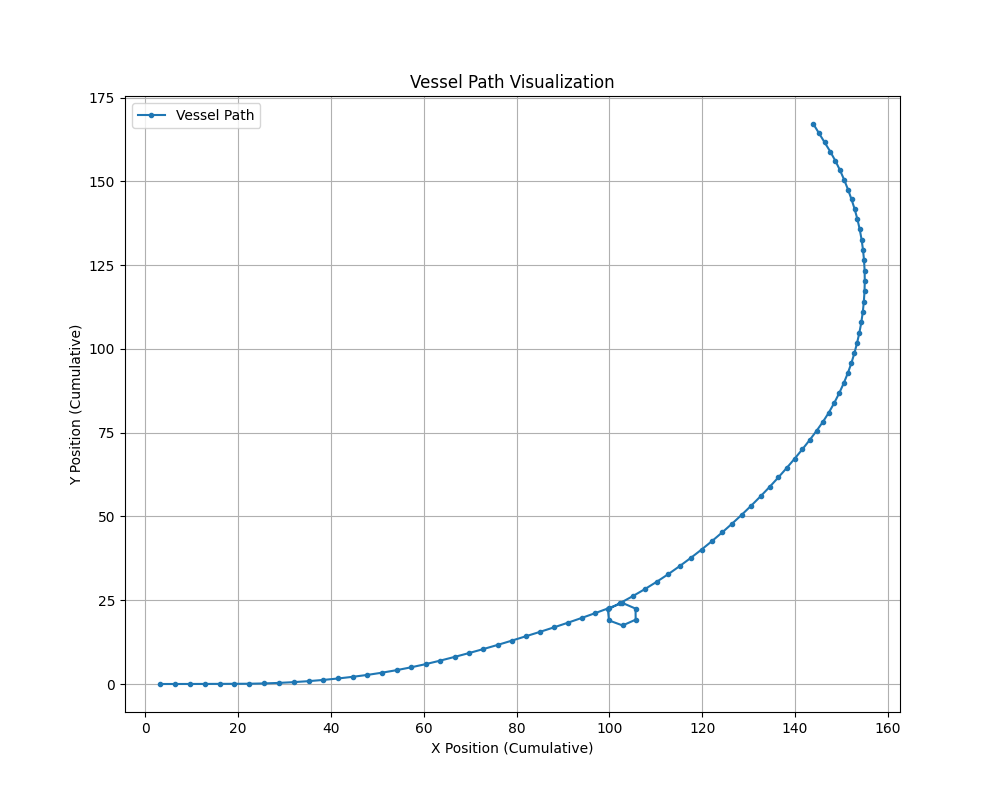 Vessel Path Visualization
Vessel Path
Y Position (Cumulative)
175
150
125
100
75
50
25
0
0 20 40 60 80 100 120 140 160
X Position (Cumulative)